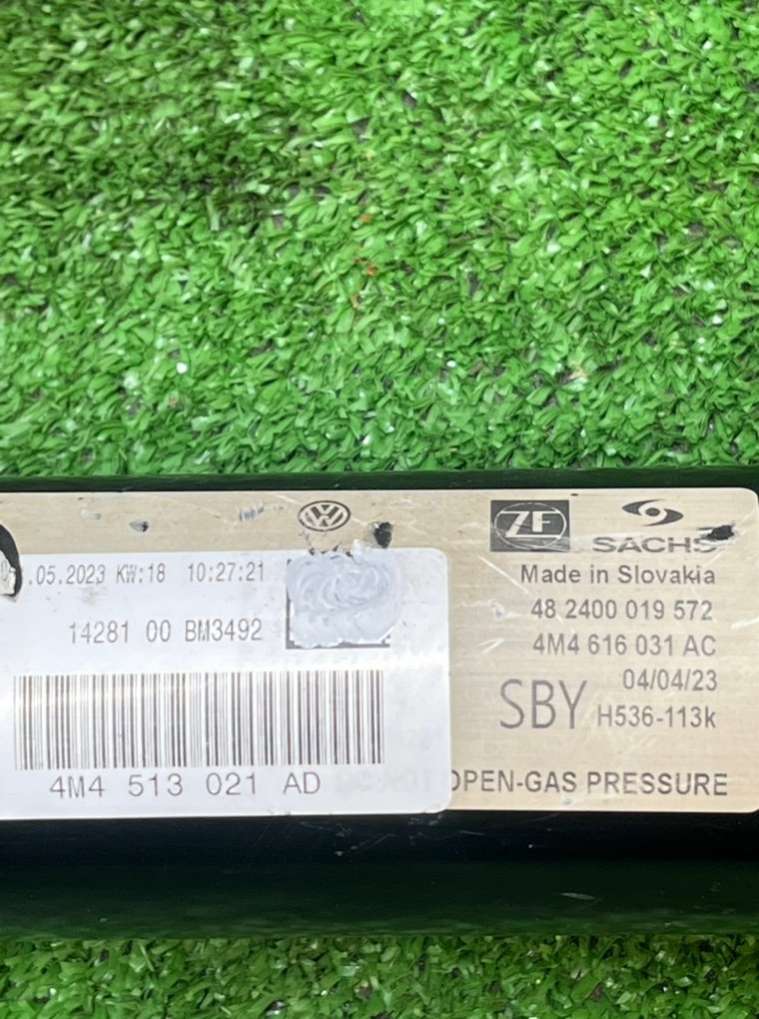 .05.2023 KW:18 10:27:21
14281 00 BM3492
4M4 513 021 AD
VW
ZF
SACHS
Made in Slovakia
48 2400 019 572
4M4 616 031 AC
04/04/23
SBY H536-113k
OPEN-GAS PRESSURE